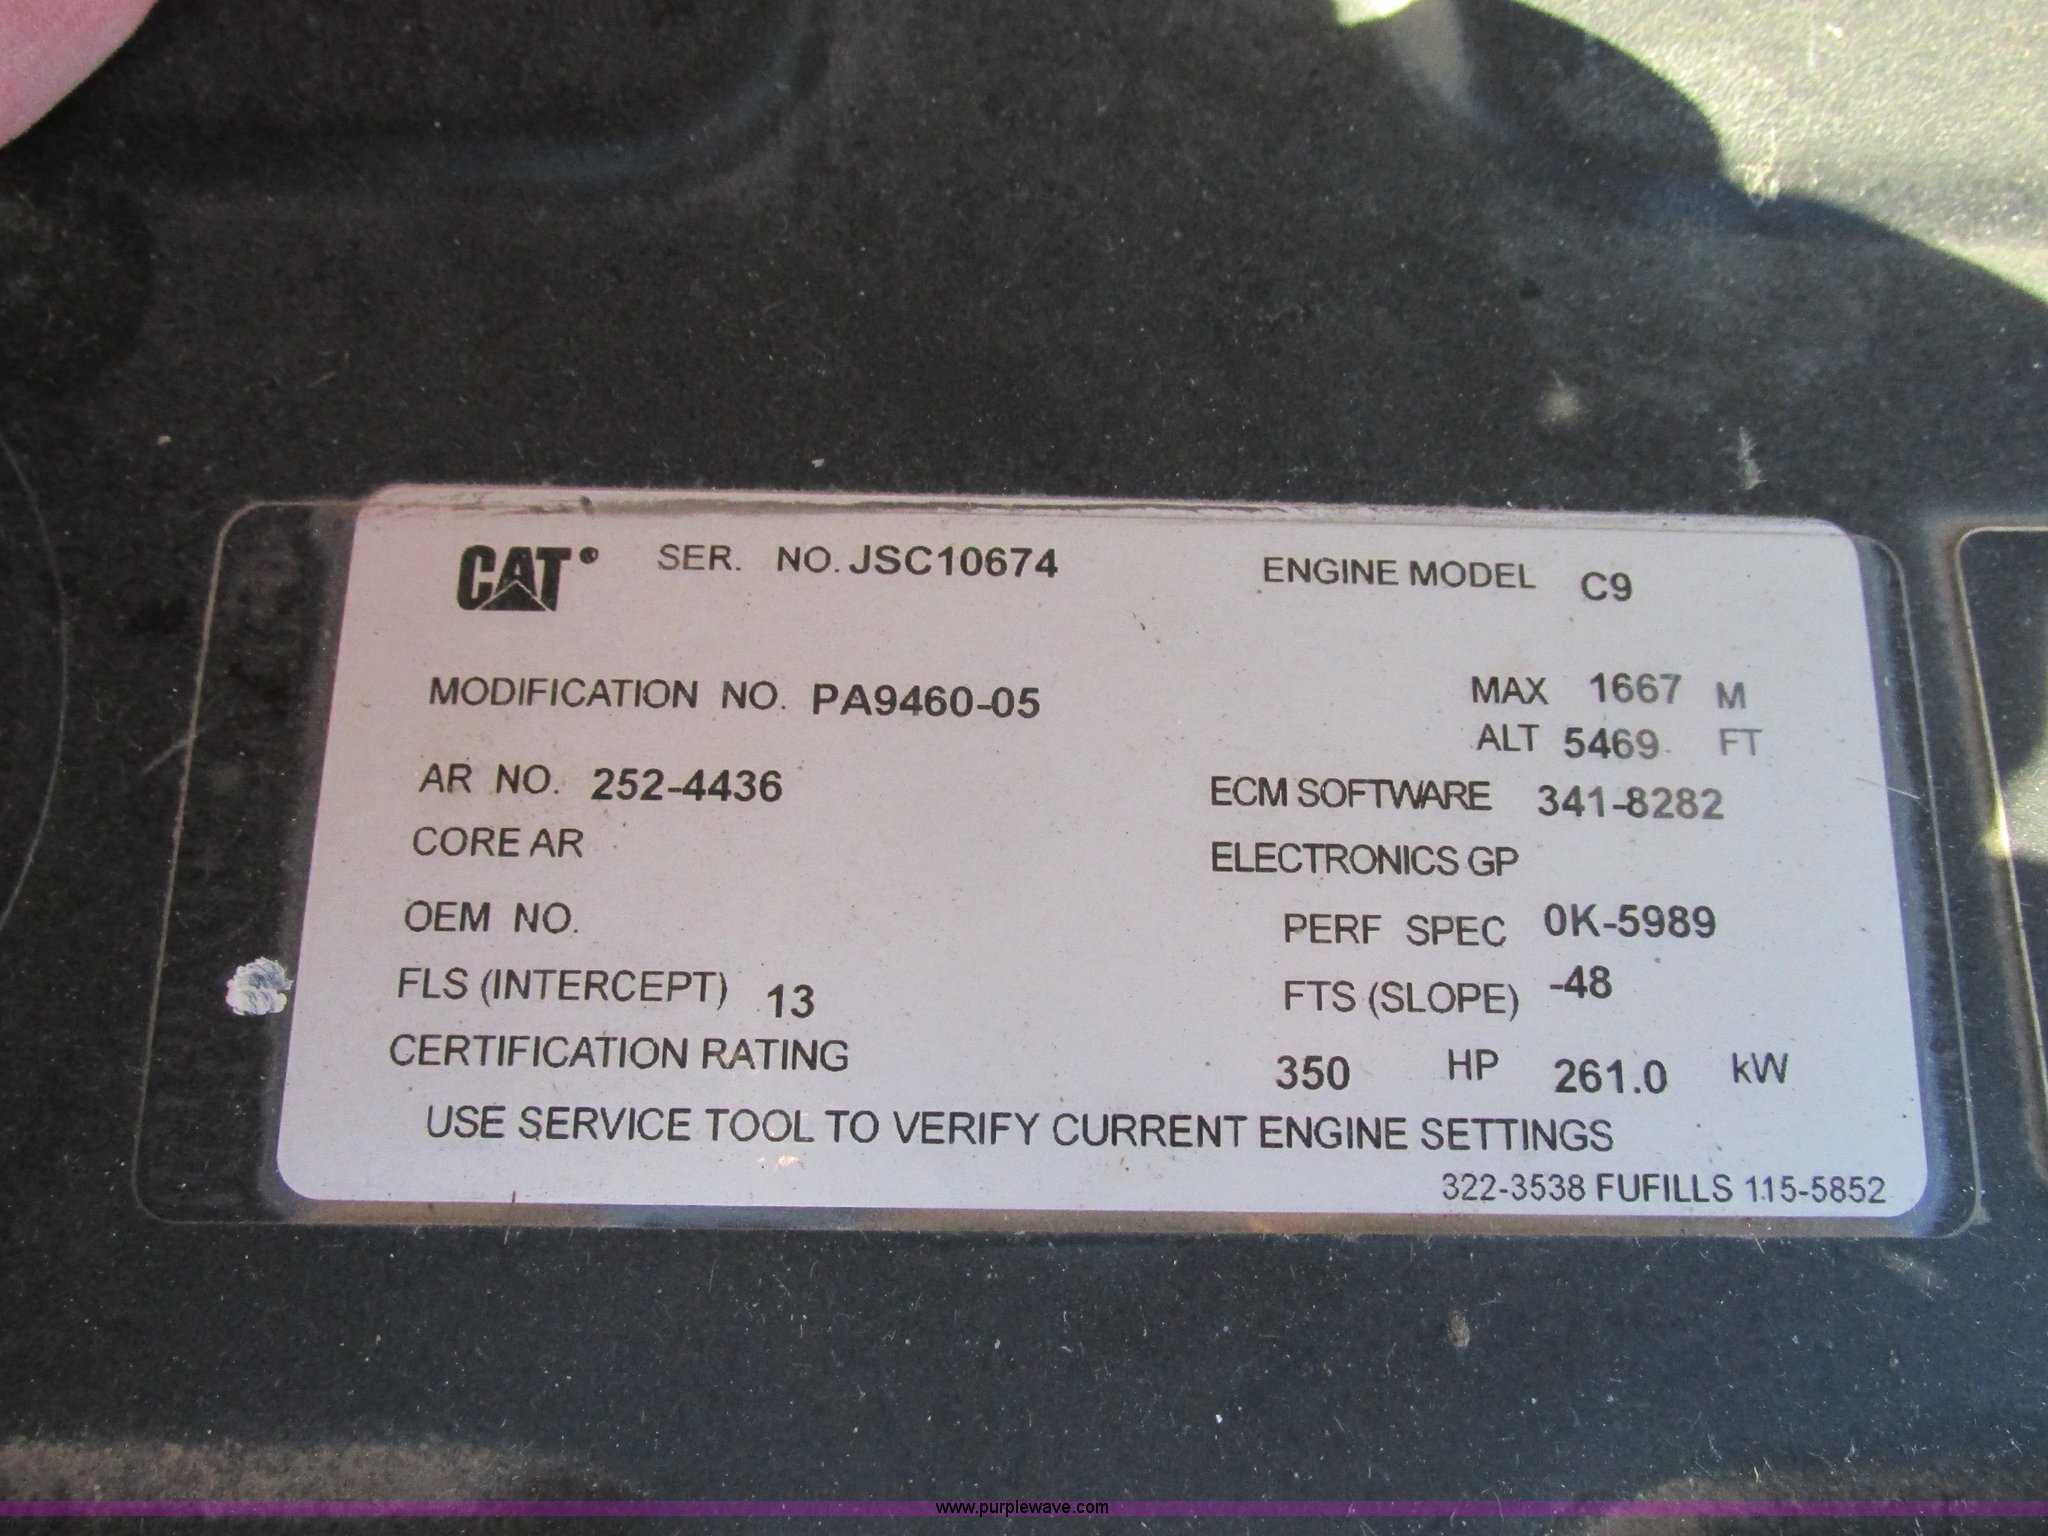 CAT® SER. NO. JSC10674 ENGINE MODEL C9
MODIFICATION NO. PA9460-05 MAX 1667 M
ALT 5469 FT
AR NO. 252-4436 ECM SOFTWARE 341-8282
CORE AR ELECTRONICS GP
OEM NO. PERF SPEC 0K-5989
FLS (INTERCEPT) 13 FTS (SLOPE) -48
CERTIFICATION RATING 350 HP 261.0 kW
USE SERVICE TOOL TO VERIFY CURRENT ENGINE SETTINGS
322-3538 FUFILLS 115-5852
www.purplewave.com